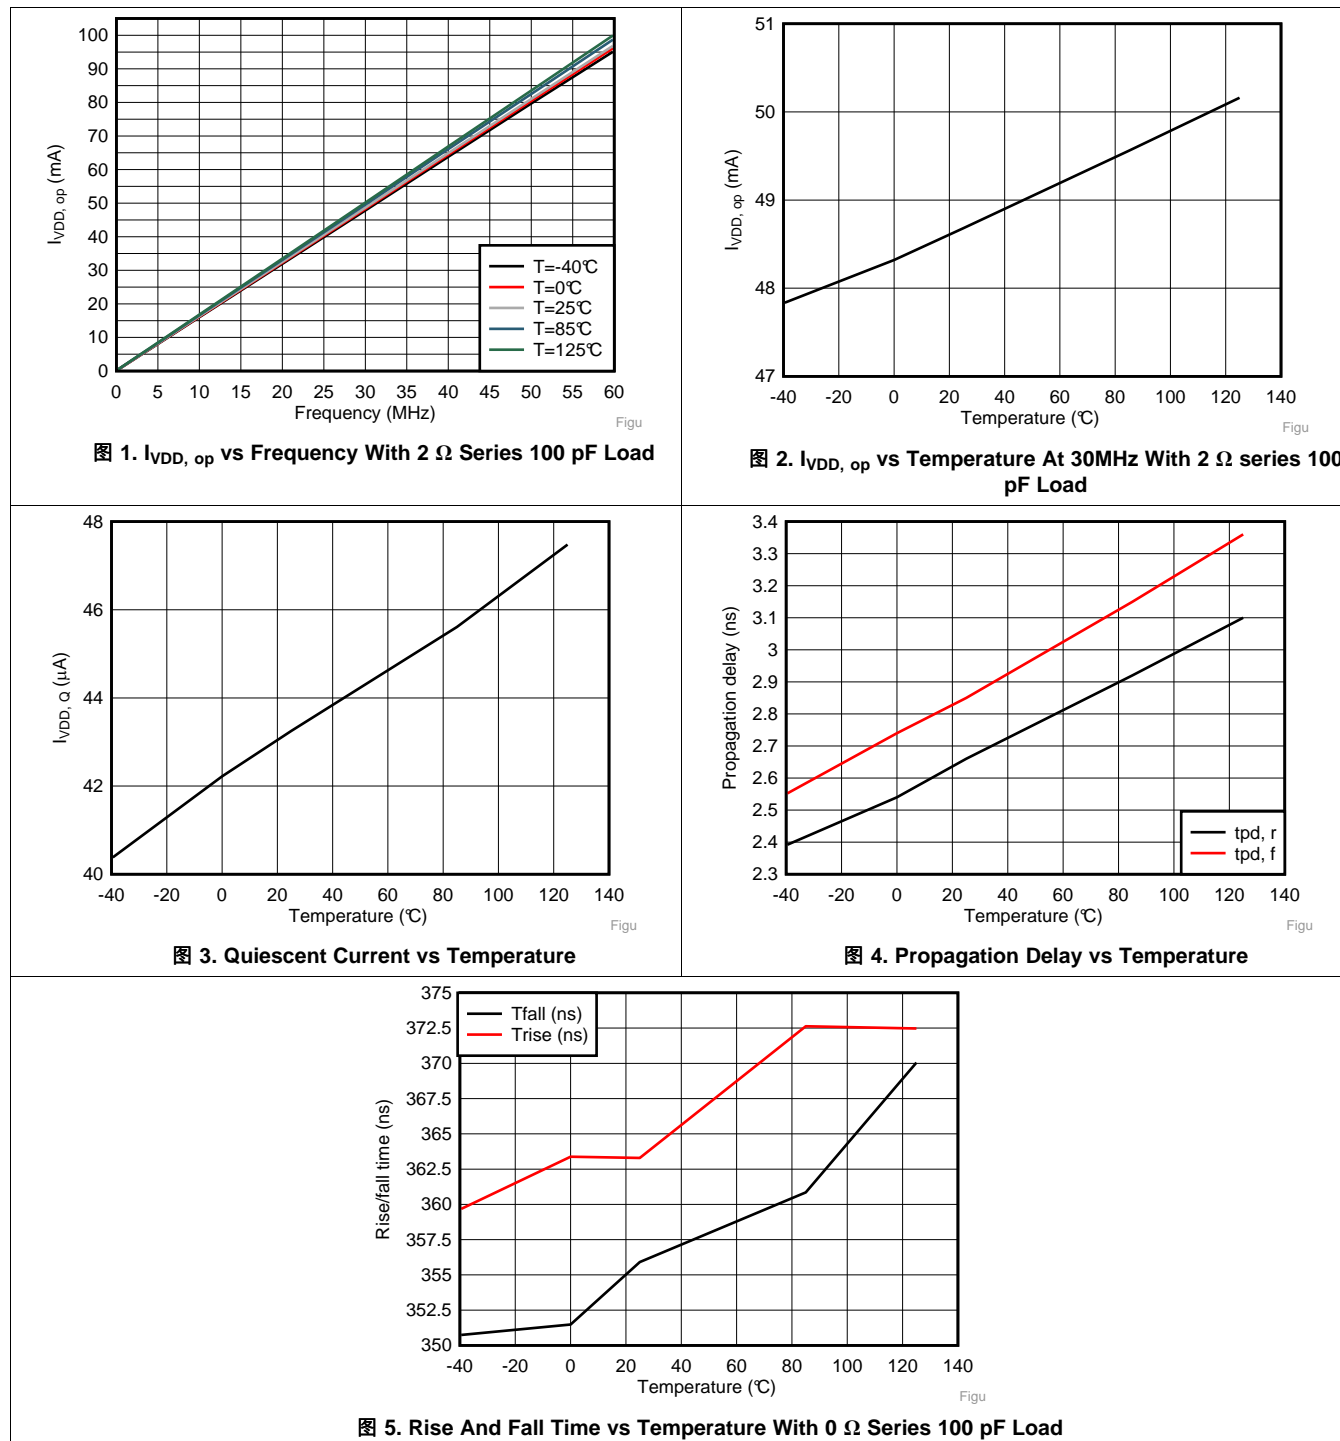 100
90
80
70
60
50
40
30
20
10
0
I_VDD, op (mA)
T=-40℃
T=0℃
T=25℃
T=85℃
T=125℃
0 5 10 15 20 25 30 35 40 45 50 55 60
Frequency (MHz)
Figu
图 1. I_VDD, op vs Frequency With 2 Ω Series 100 pF Load
51
50
49
48
47
I_VDD, op (mA)
-40 -20 0 20 40 60 80 100 120 140
Temperature (℃)
Figu
图 2. I_VDD, op vs Temperature At 30MHz With 2 Ω series 100
pF Load
48
46
44
42
40
I_VDD, Q (μA)
-40 -20 0 20 40 60 80 100 120 140
Temperature (℃)
Figu
图 3. Quiescent Current vs Temperature
3.4
3.3
3.2
3.1
3
2.9
2.8
2.7
2.6
2.5
2.4
2.3
Propagation delay (ns)
tpd, r
tpd, f
-40 -20 0 20 40 60 80 100 120 140
Temperature (℃)
Figu
图 4. Propagation Delay vs Temperature
375
372.5
370
367.5
365
362.5
360
357.5
355
352.5
350
Rise/fall time (ns)
Tfall (ns)
Trise (ns)
-40 -20 0 20 40 60 80 100 120 140
Temperature (℃)
Figu
图 5. Rise And Fall Time vs Temperature With 0 Ω Series 100 pF Load